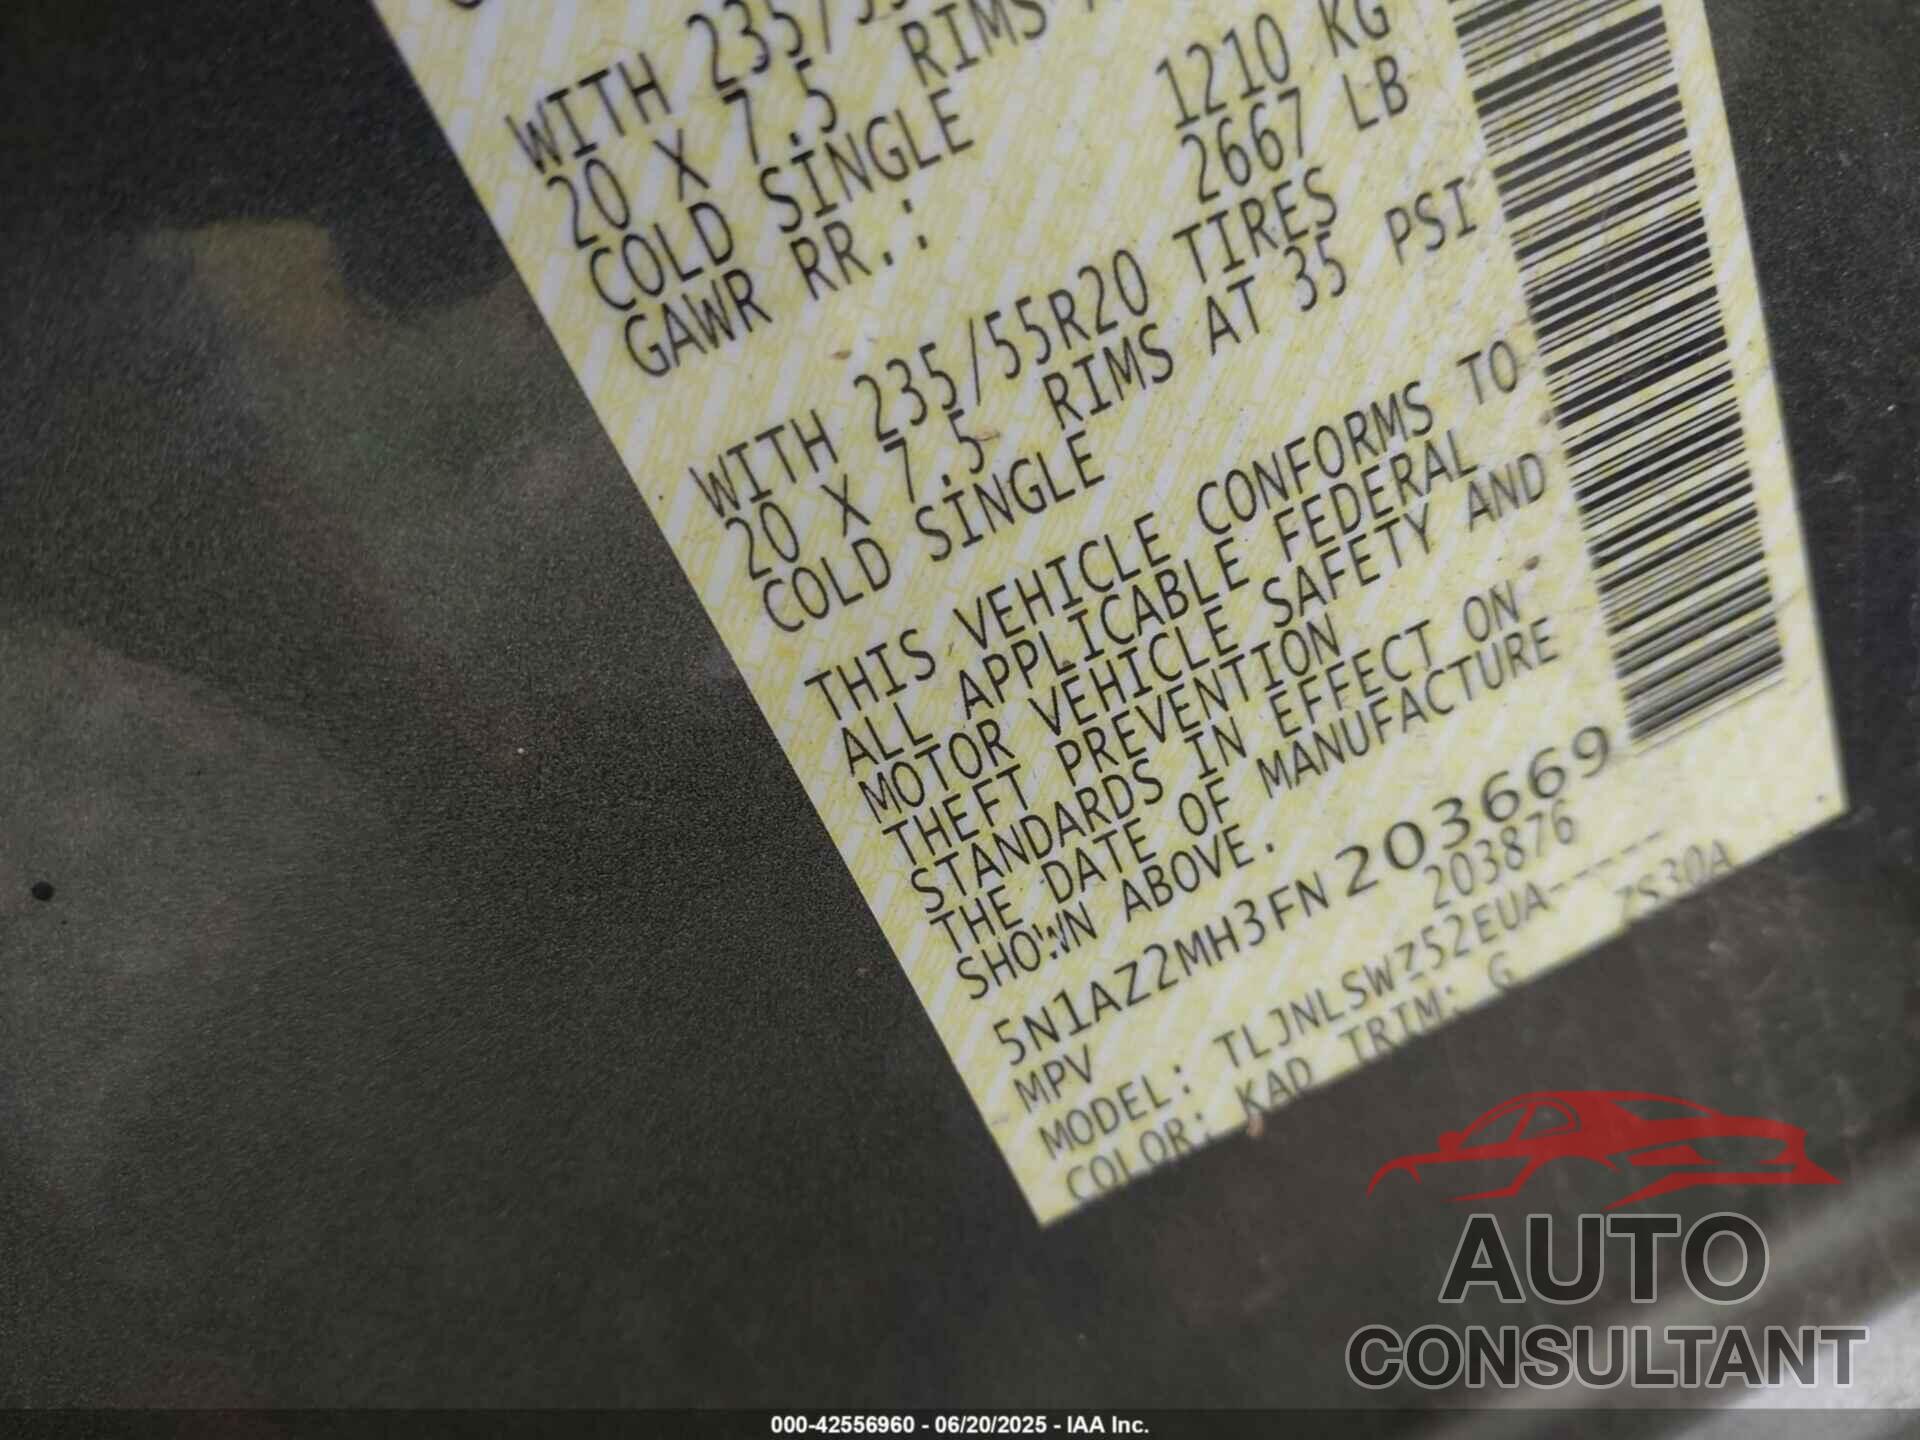 WITH 235/55
20 X 7.5 RIMS
COLD SINGLE
GAWR RR.: 1210 KG
2667 LB
WITH 235/55R20 TIRES
20 X 7.5 RIMS AT 35 PSI
COLD SINGLE
THIS VEHICLE CONFORMS TO
ALL APPLICABLE FEDERAL
MOTOR VEHICLE SAFETY AND
THEFT PREVENTION
STANDARDS IN EFFECT ON
THE DATE OF MANUFACTURE
SHOWN ABOVE.
5N1AZ2MH3FN203669
MPV 203876
MODEL: TLJNLSWZ52EUA-----
COLOR: KAD TRIM: G ZS30A
AUTO
CONSULTANT
000-42556960 - 06/20/2025 - IAA Inc.